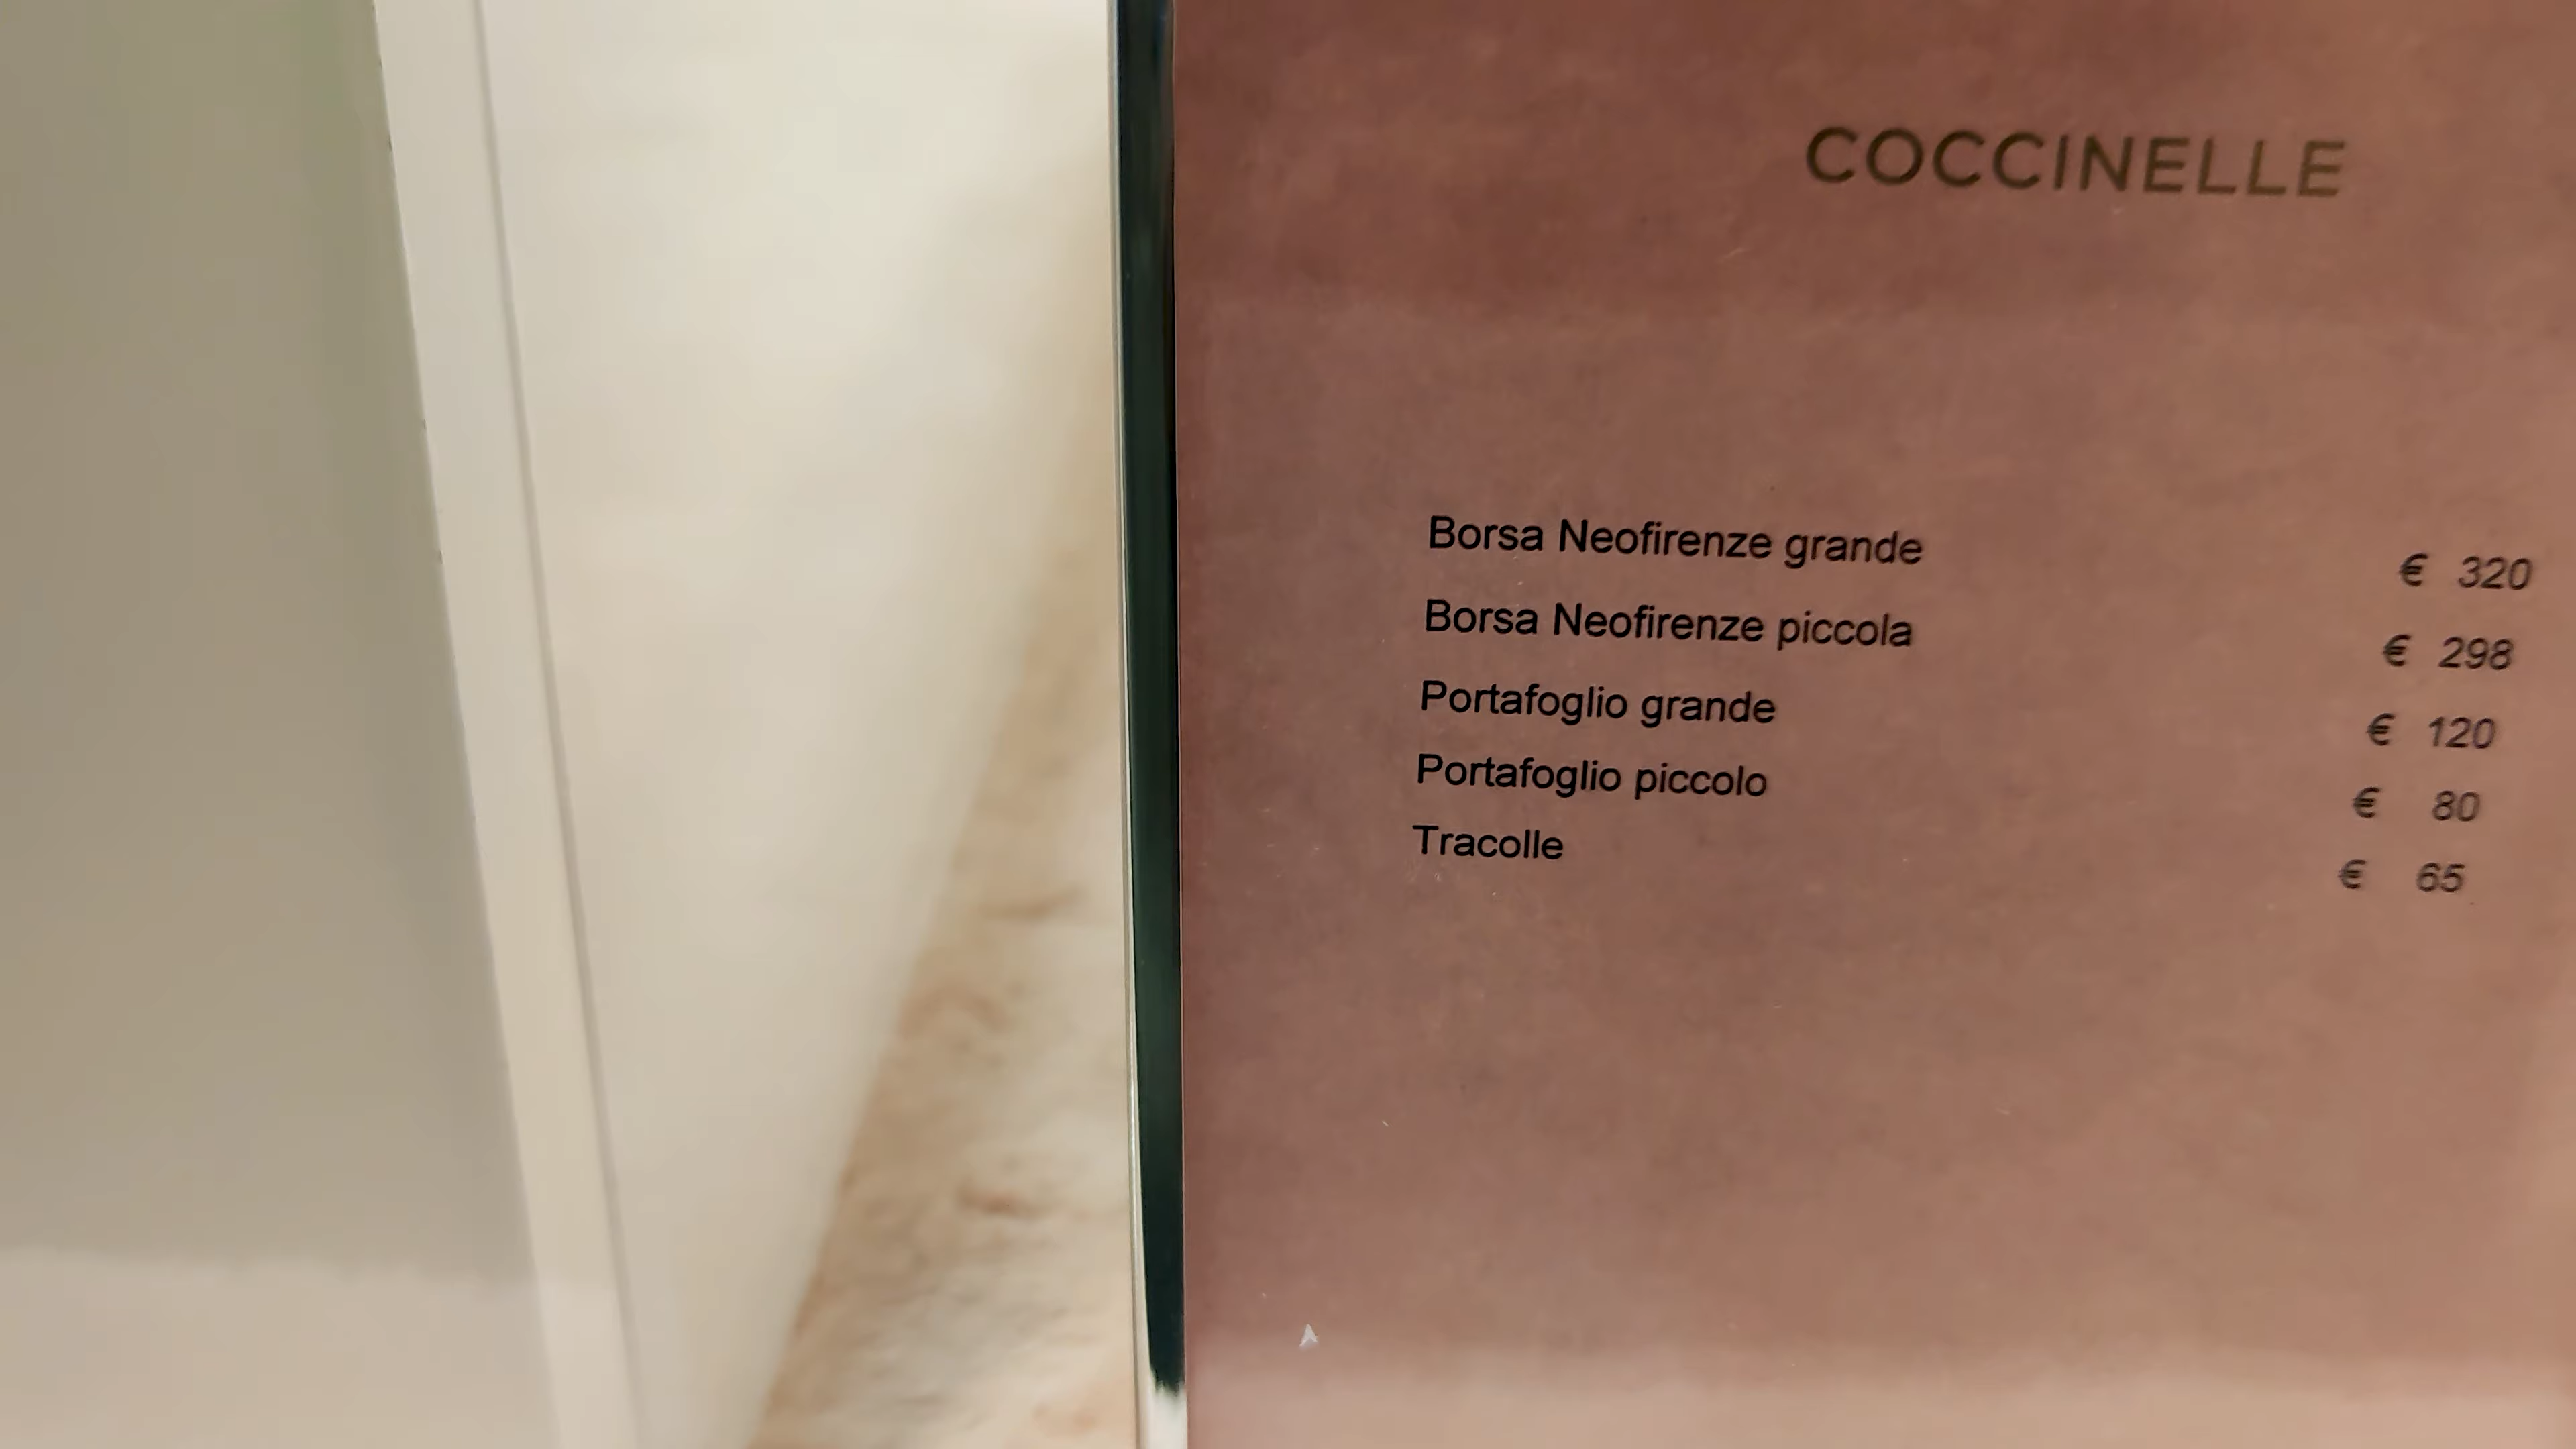 COCCINELLE
Borsa Neofirenze grande € 320
Borsa Neofirenze piccola € 298
Portafoglio grande € 120
Portafoglio piccolo € 80
Tracolle € 65